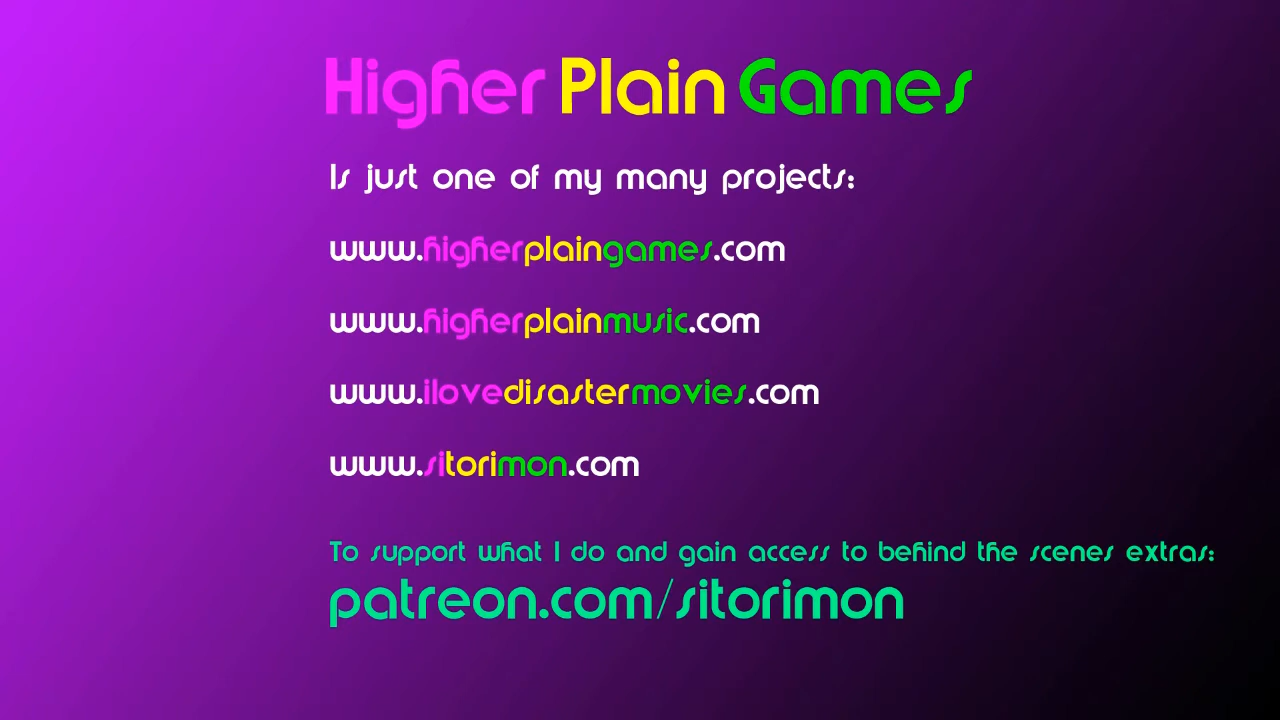 Higher Plain Games
Is just one of my many projects:
www.higherplaingames.com
www.higherplainmusic.com
www.ilovedisastermovies.com
www.sitorimon.com
To support what I do and gain access to behind the scenes extras:
patreon.com/sitorimon